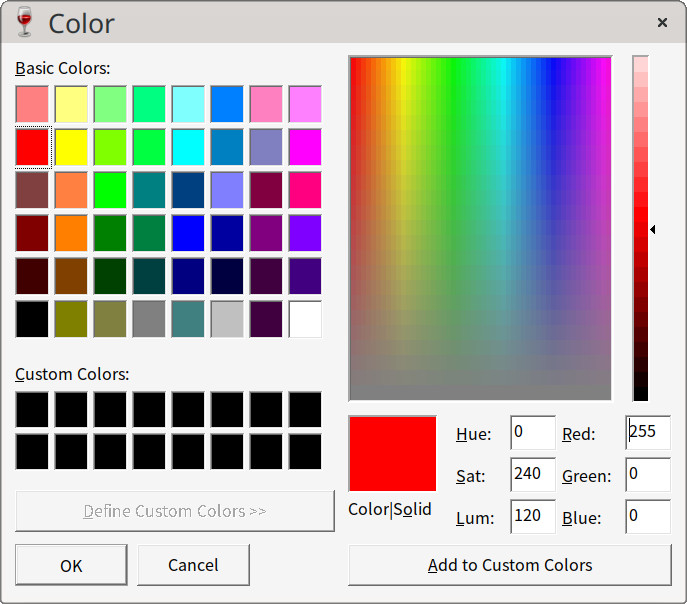 Color
Basic Colors:
Custom Colors:
Define Custom Colors >>
OK
Cancel
Color|Solid
Hue: 0
Red: 255
Sat: 240
Green: 0
Lum: 120
Blue: 0
Add to Custom Colors